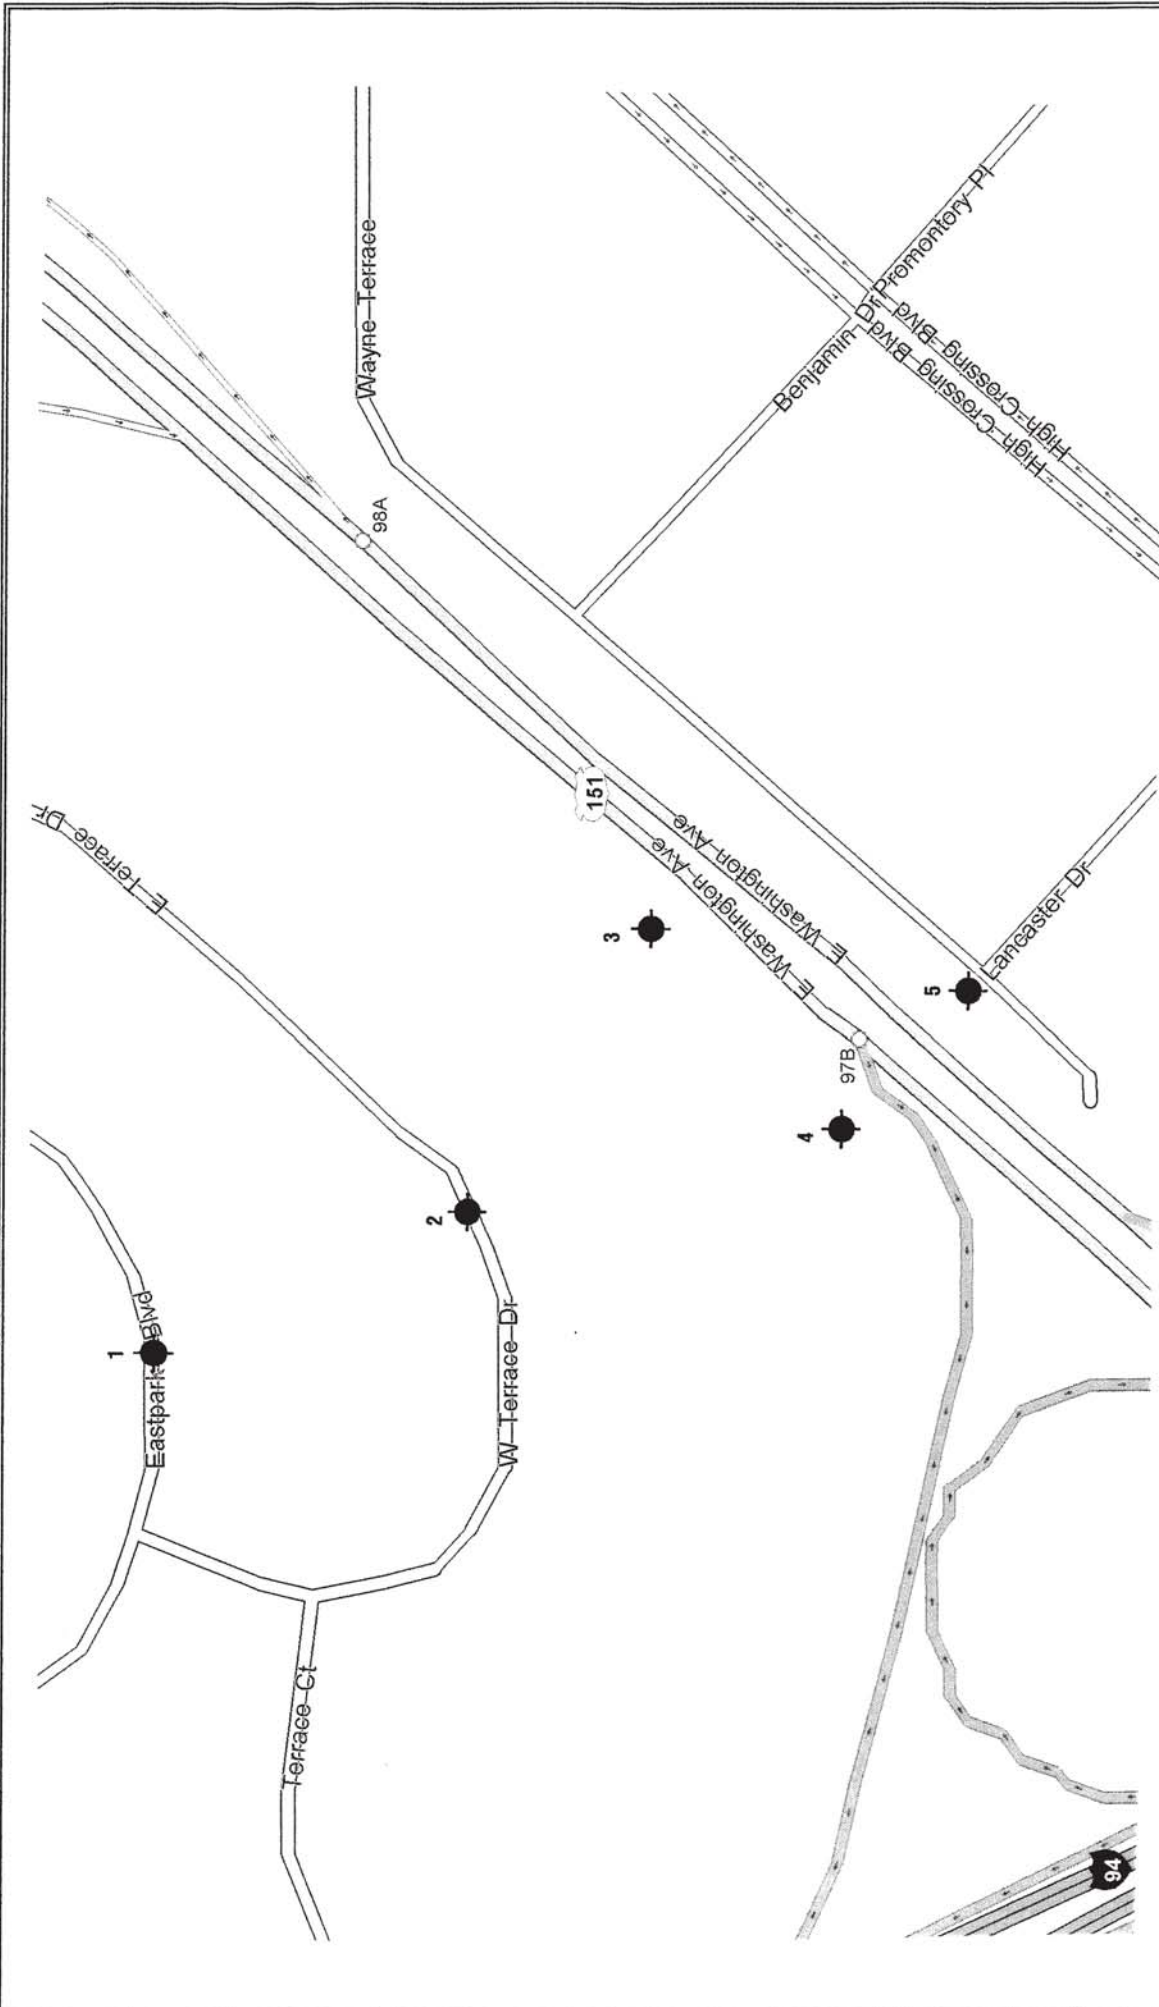 1
Eastpark Blvd
E Terrace Dr
2
W Terrace Dr
Terrace Ct
3
4
5
Wayne Terrace
98A
151
E Washington Ave
E Washington Ave
97B
Benjamin Dr
Promontory Pl
High Crossing Blvd
High Crossing Blvd
Lancaster Dr
94